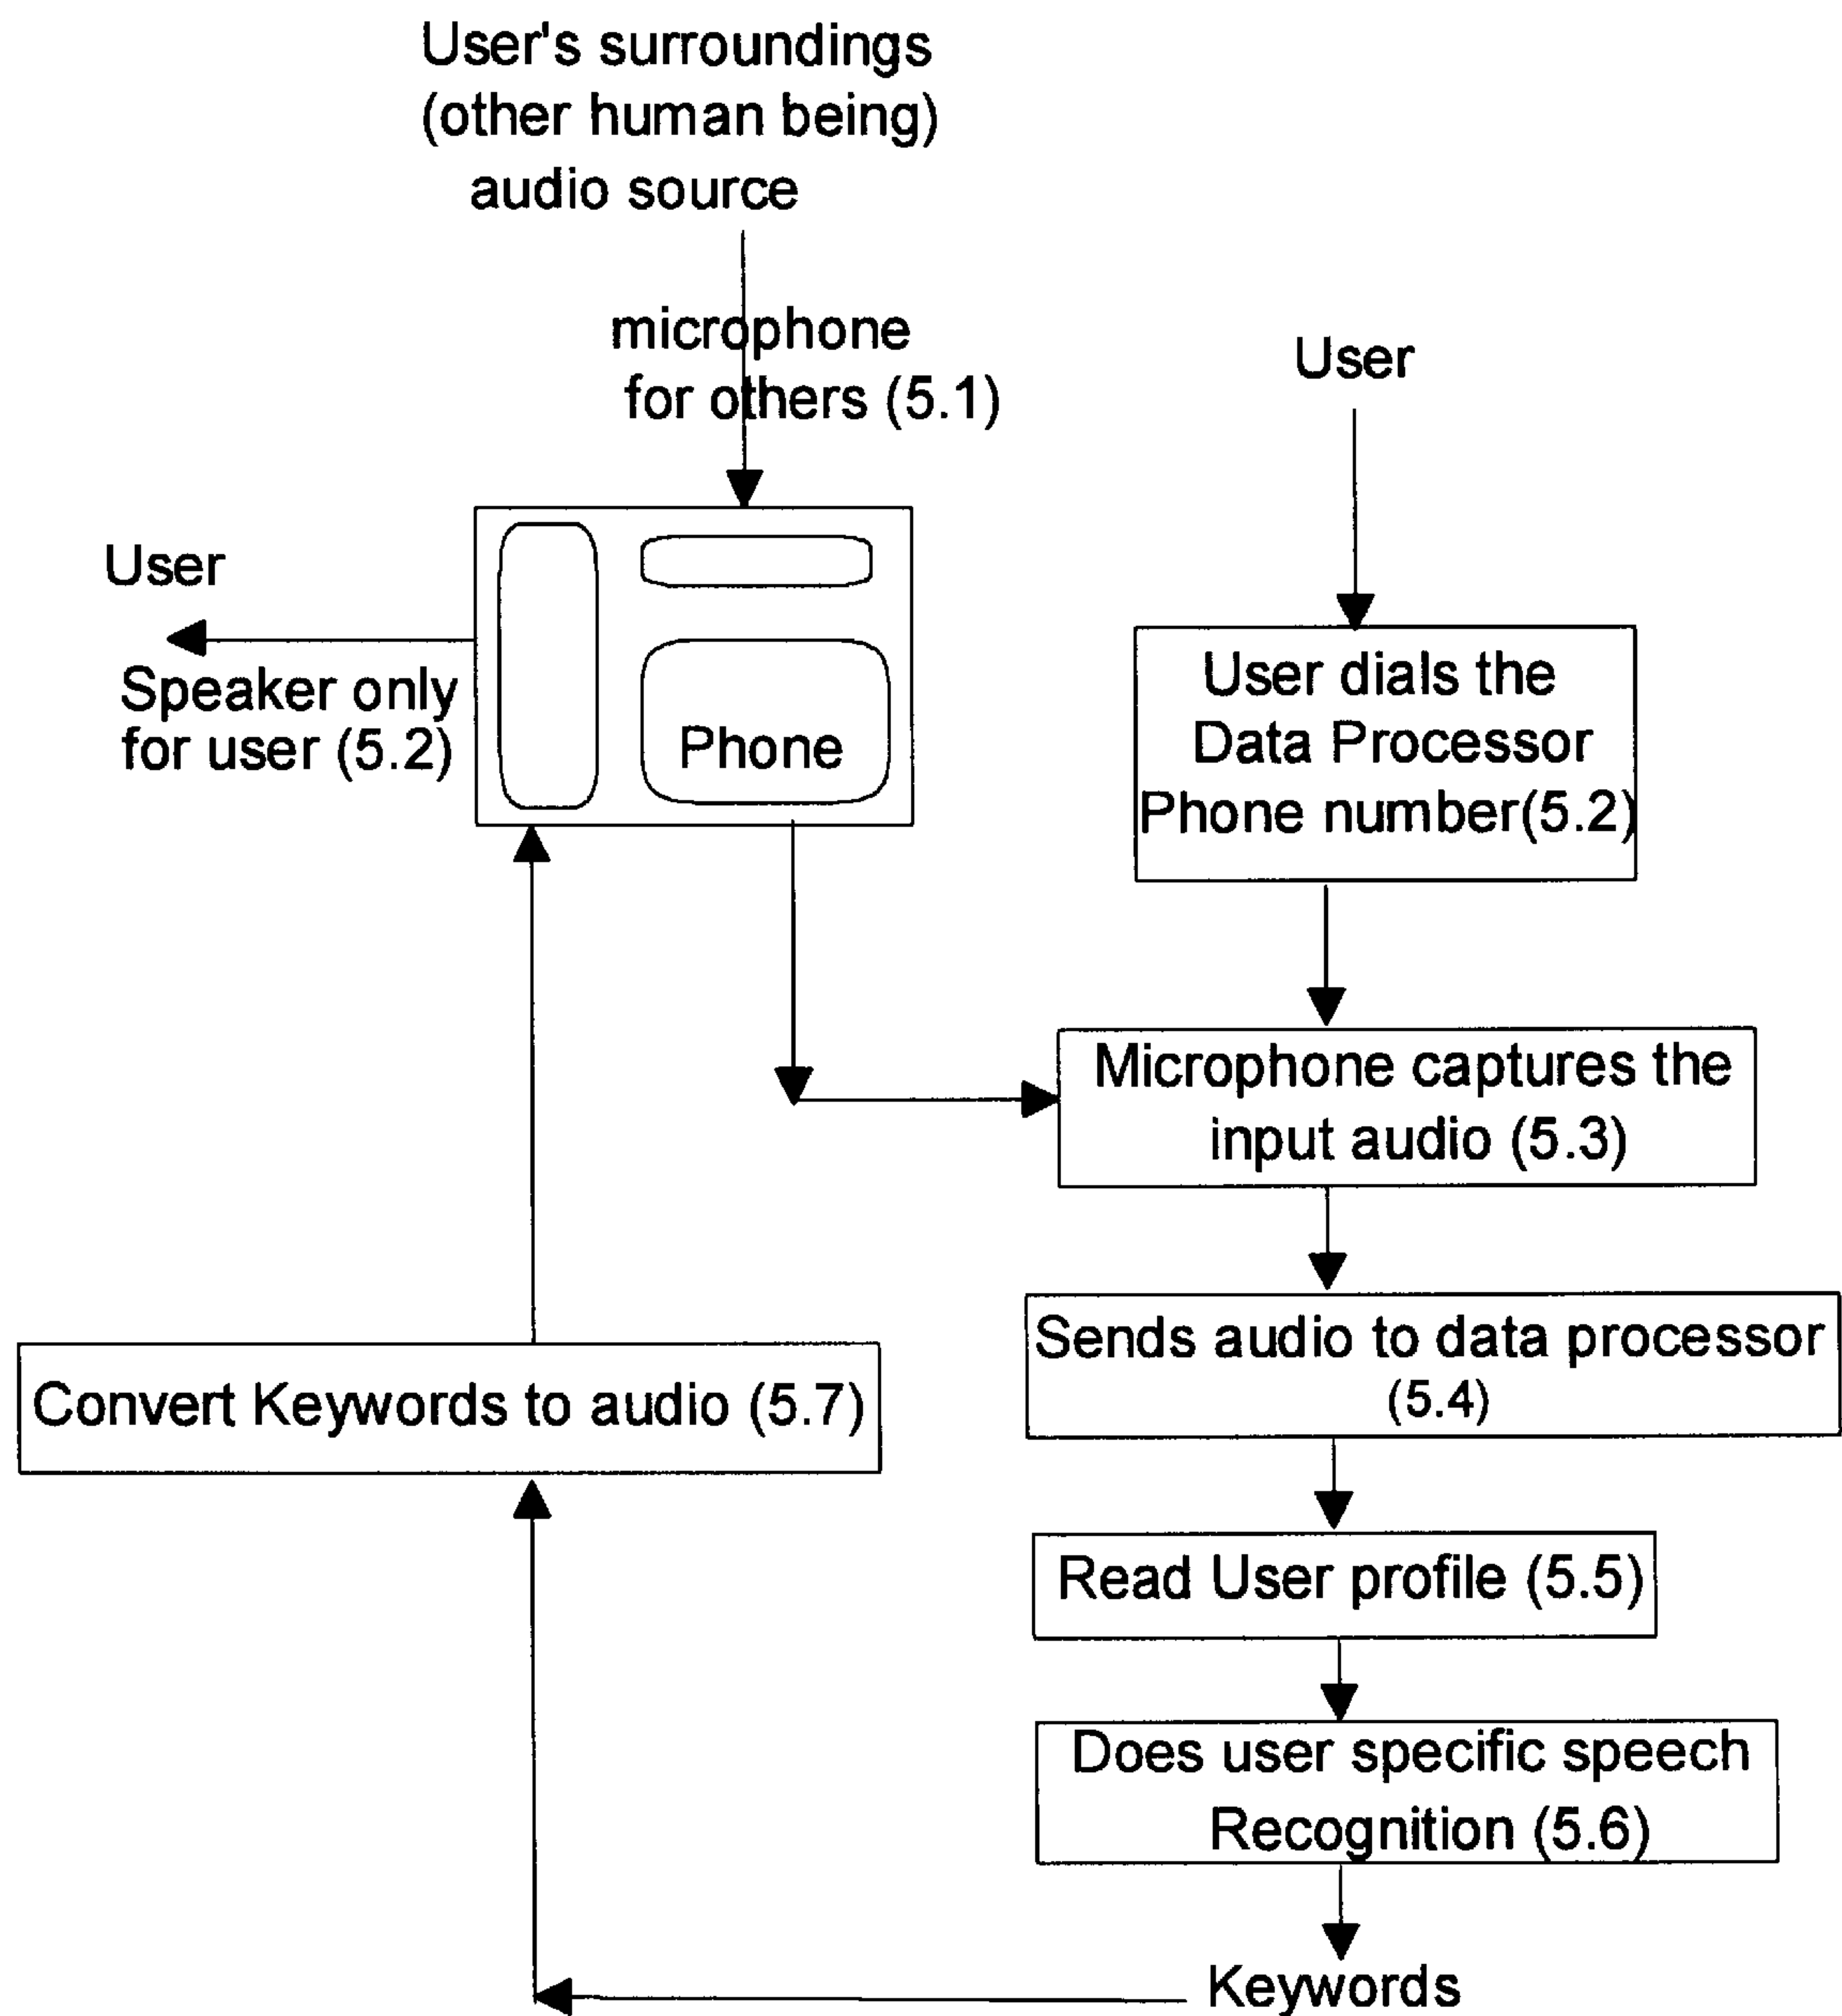 User's surroundings
(other human being)
audio source
microphone
for others (5.1)
User
User
Speaker only
for user (5.2)
Phone
User dials the
Data Processor
Phone number(5.2)
Microphone captures the
input audio (5.3)
Sends audio to data processor
(5.4)
Convert Keywords to audio (5.7)
Read User profile (5.5)
Does user specific speech
Recognition (5.6)
Keywords